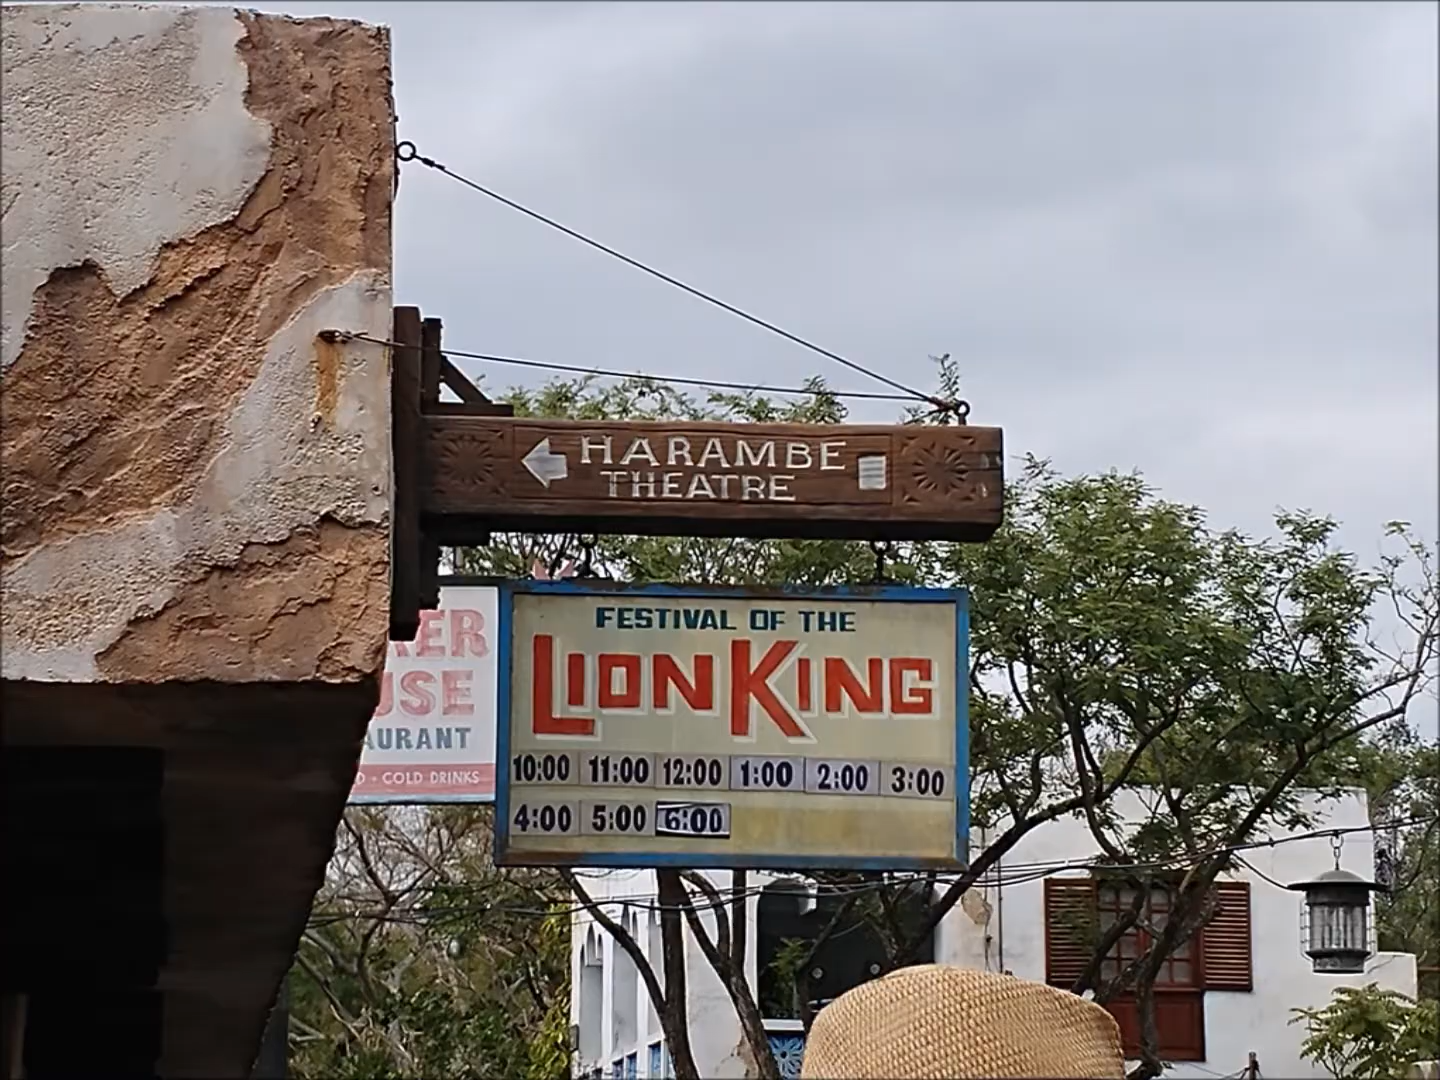 HARAMBE
THEATRE
FESTIVAL OF THE
LION KING
10:00 11:00 12:00 1:00 2:00 3:00
4:00 5:00 6:00
COLD DRINKS